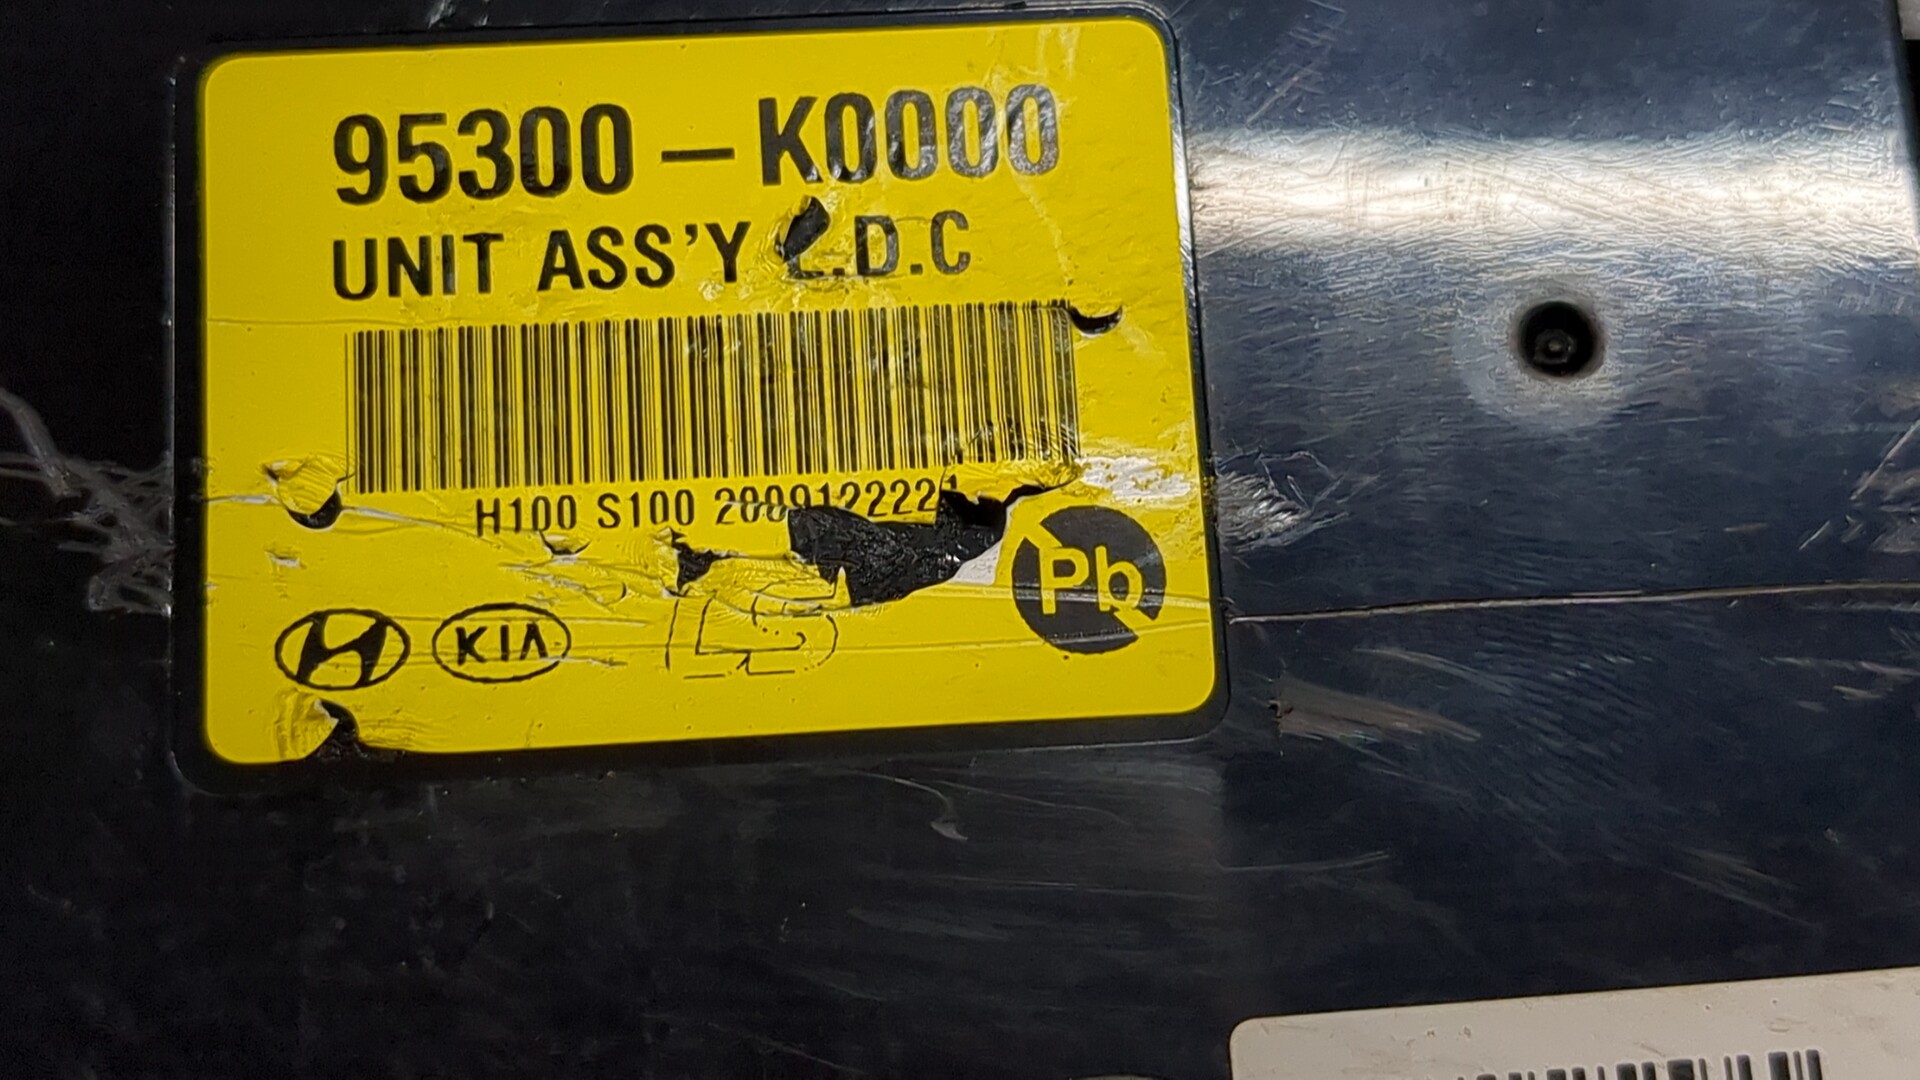 95300-K0000
UNIT ASS'Y L.D.C
H100 S100
KIA
Pb